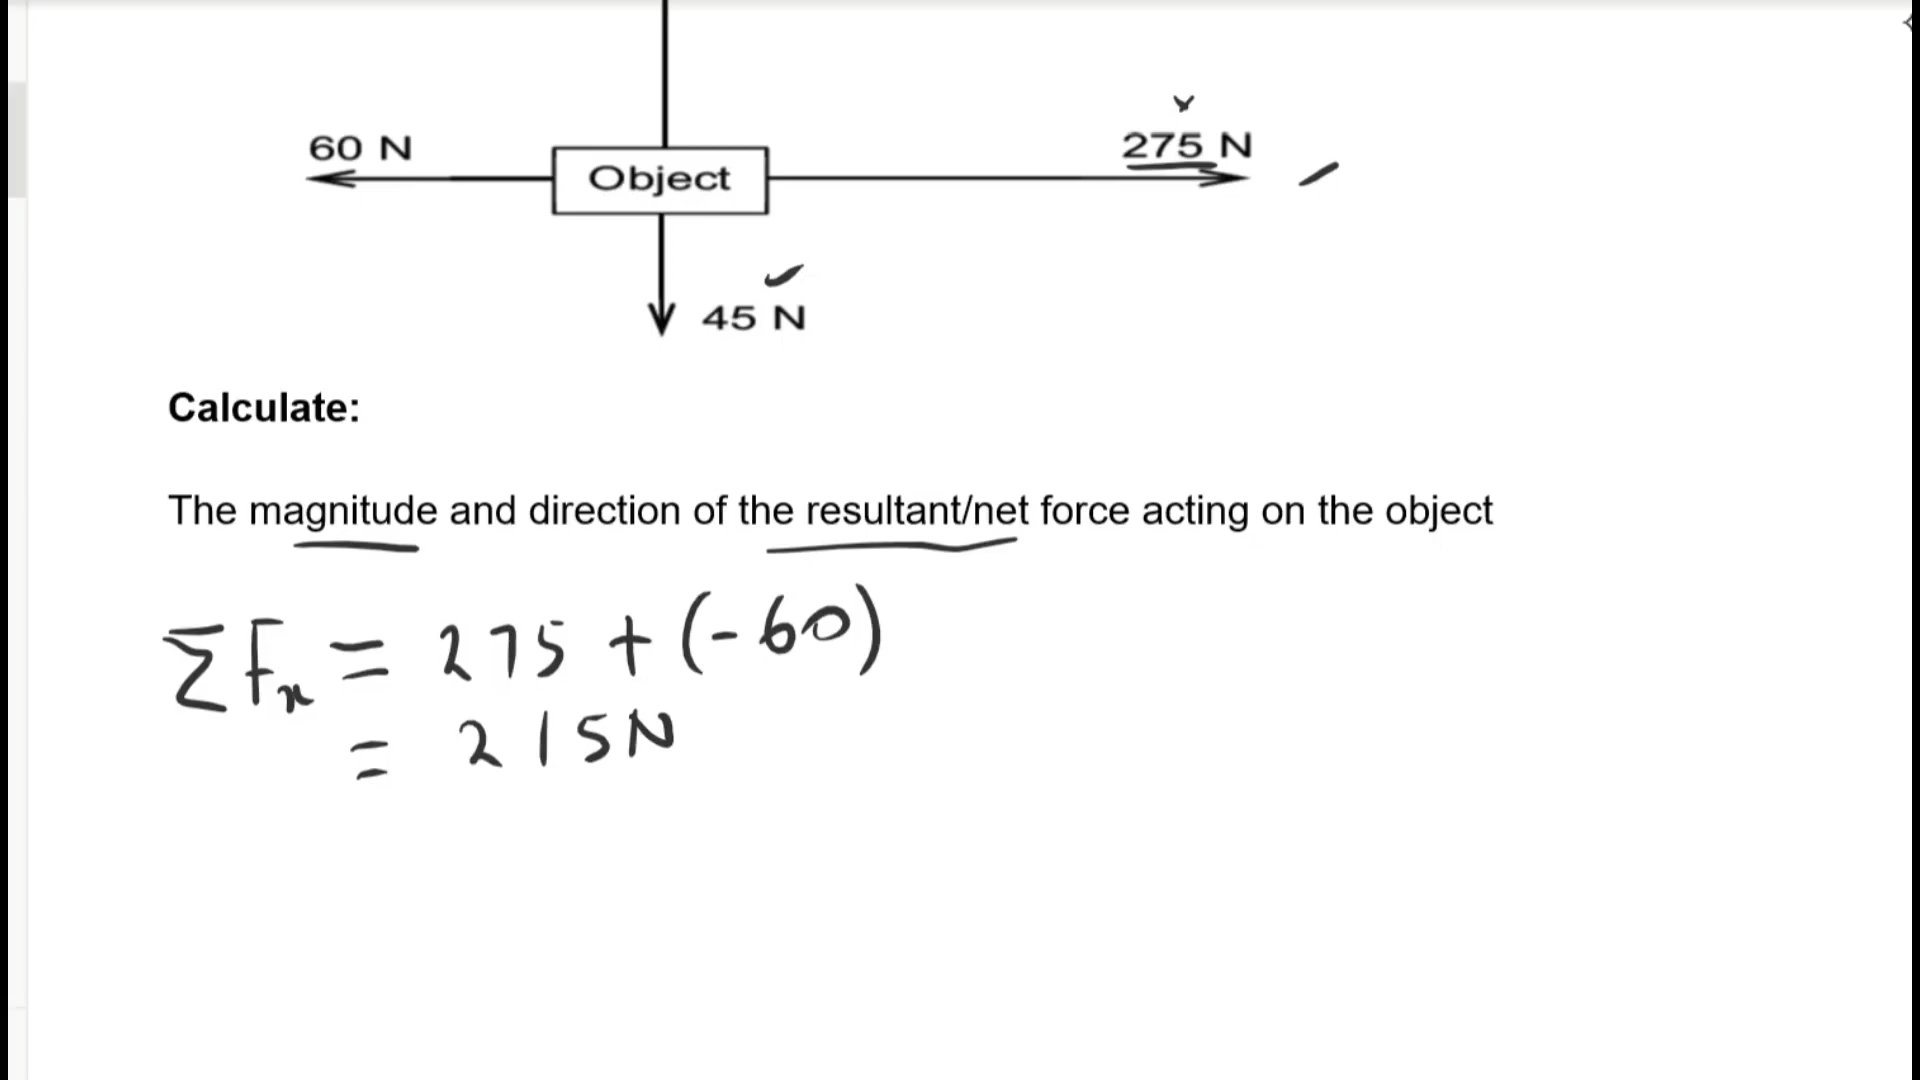 60 N
275 N
Object
45 N
Calculate:
The magnitude and direction of the resultant/net force acting on the object
ΣFx = 275 + (-60)
= 215N